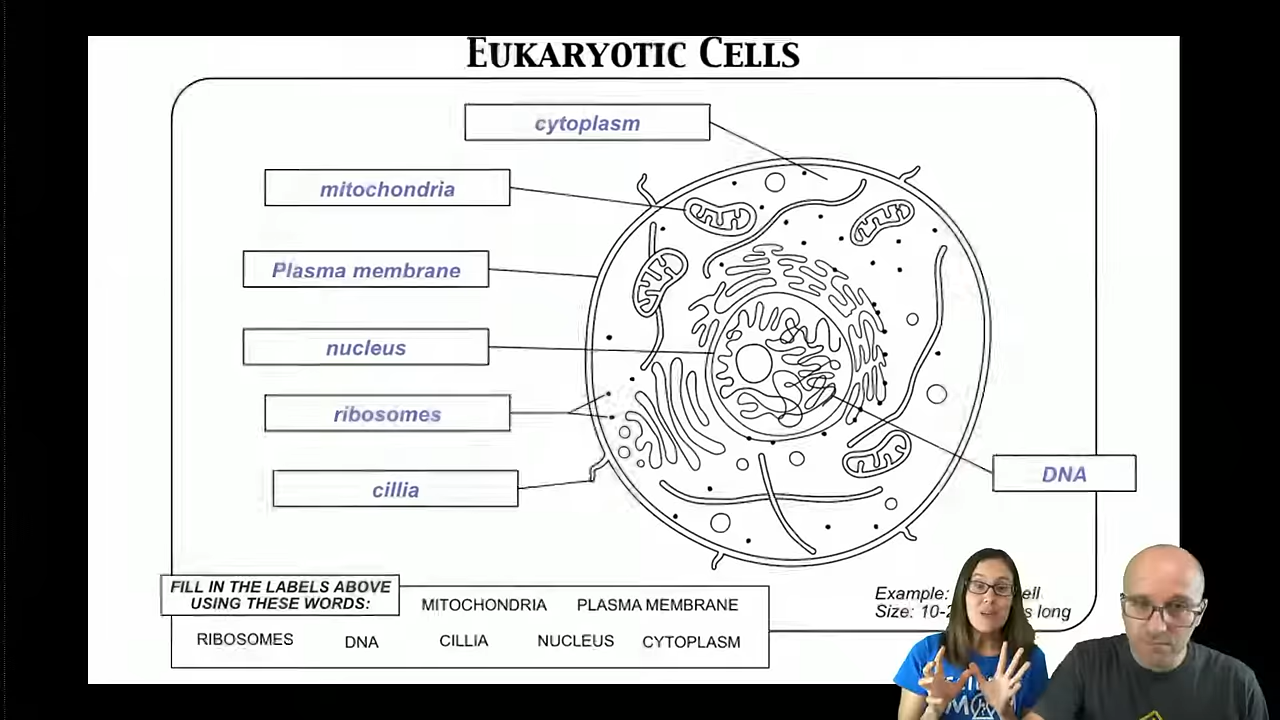 EUKARYOTIC CELLS
cytoplasm
mitochondria
Plasma membrane
nucleus
ribosomes
cillia
DNA
FILL IN THE LABELS ABOVE
USING THESE WORDS:
MITOCHONDRIA PLASMA MEMBRANE
RIBOSOMES DNA CILLIA NUCLEUS CYTOPLASM
Example:
Size: long